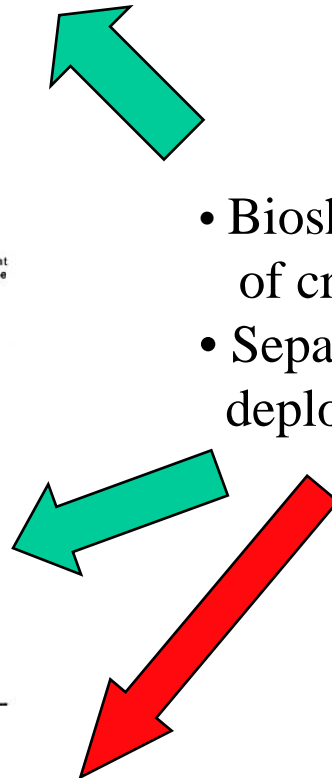 • Biosh
of cr
• Sepa
deplo